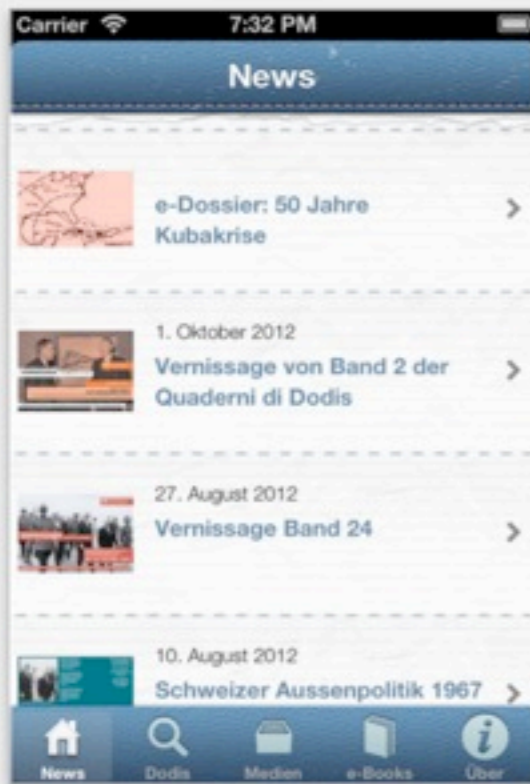 Carrier 7:32 PM
News
e-Dossier: 50 Jahre
Kubakrise
1. Oktober 2012
Vernissage von Band 2 der
Quaderni di Dodis
27. August 2012
Vernissage Band 24
10. August 2012
Schweizer Aussenpolitik 1967
News Dodis Medien e-Books Über